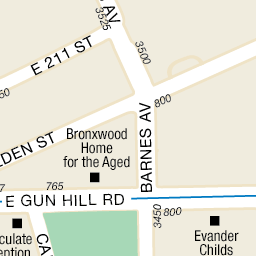 AV
3525
3500
E 211 ST
60
800
BARNES AV
DEN ST
Bronxwood
Home
for the Aged
765
E GUN HILL RD
3450
800
CA
culate
ention
Evander
Childs